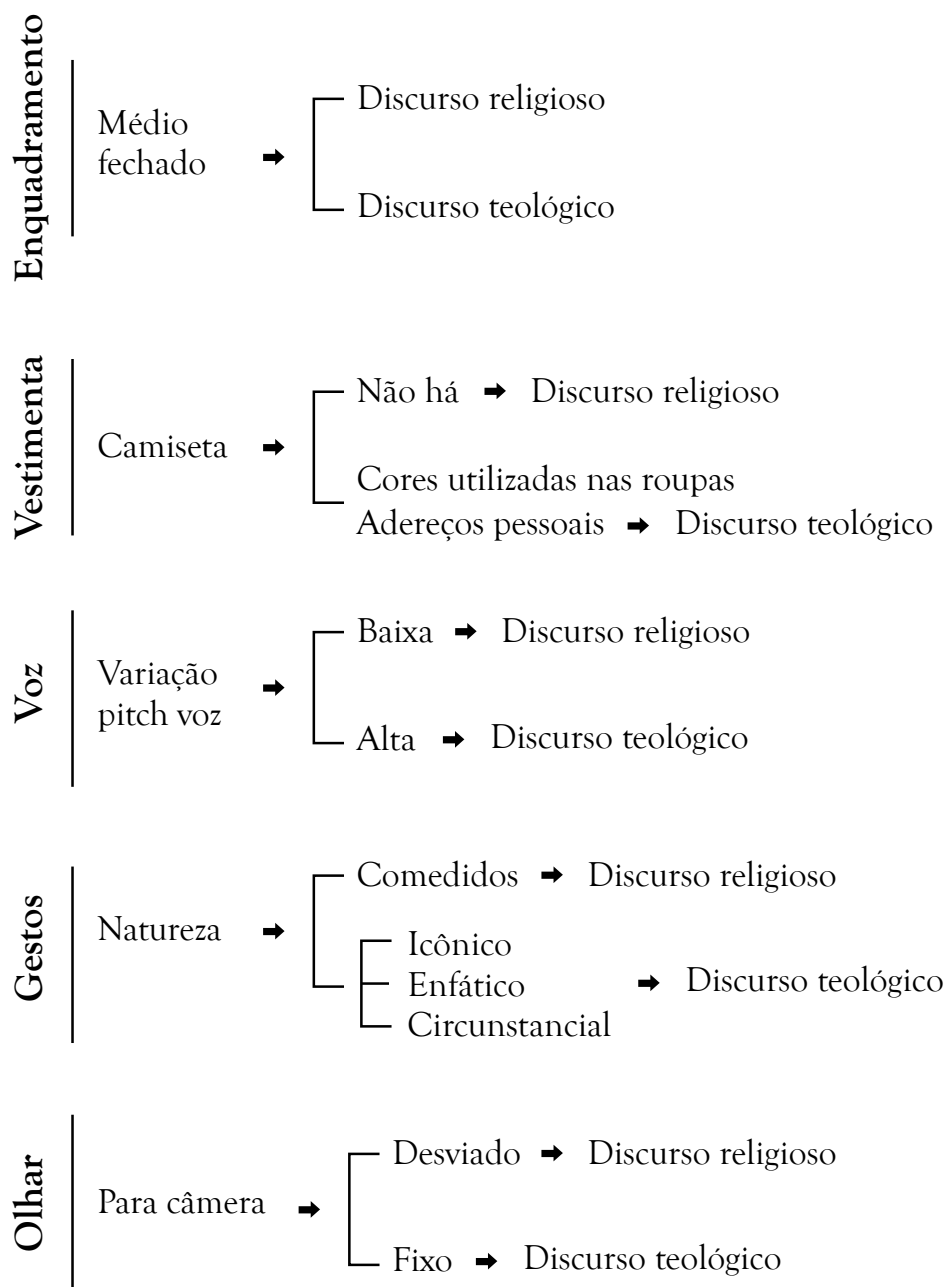 Enquadramento
Médio
fechado
Discurso religioso
Discurso teológico
Vestimenta
Camiseta
Não há
Discurso religioso
Cores utilizadas nas roupas
Adereços pessoais
Discurso teológico
Voz
Variação
pitch voz
Baixa
Discurso religioso
Alta
Discurso teológico
Gestos
Natureza
Comedidos
Discurso religioso
Icônico
Enfático
Circunstancial
Discurso teológico
Olhar
Para câmera
Desviado
Discurso religioso
Fixo
Discurso teológico